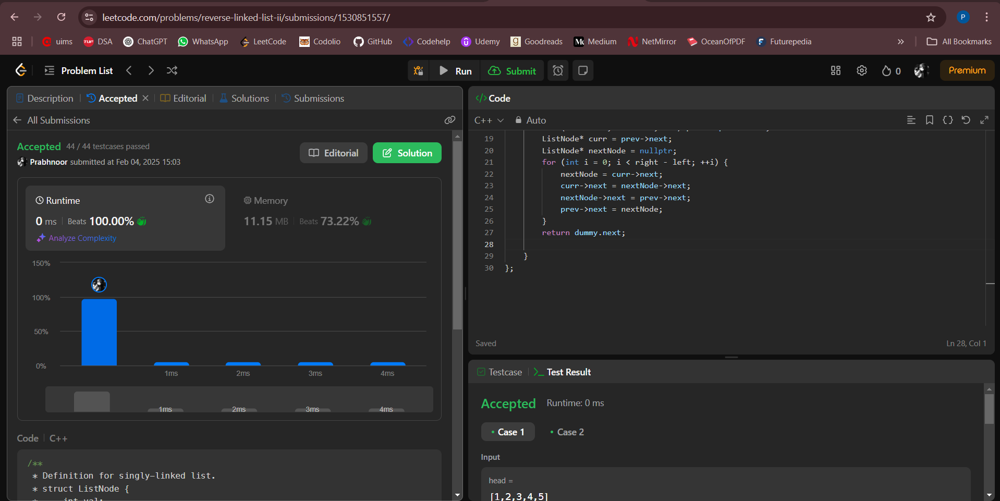 leetcode.com/problems/reverse-linked-list-ii/submissions/1530851557/
P
uims DSA ChatGPT WhatsApp LeetCode Codolio GitHub Codehelp Udemy Goodreads Medium NetMirror OceanOfPDF Futurepedia » All Bookmarks
Problem List Run Submit 0 Premium
Description Accepted Editorial Solutions Submissions
All Submissions
Accepted 44 / 44 testcases passed
Prabhnoor submitted at Feb 04, 2025 15:03
Editorial Solution
Runtime
0 ms Beats 100.00%
Analyze Complexity
Memory
11.15 MB Beats 73.22%
150%
100%
50%
0%
1ms 2ms 3ms 4ms
1ms 2ms 3ms 4ms
Code C++
/**
* Definition for singly-linked list.
* struct ListNode {
* int val;
</> Code
C++ Auto
19 ListNode* curr = prev->next;
20 ListNode* nextNode = nullptr;
21 for (int i = 0; i < right - left; ++i) {
22 nextNode = curr->next;
23 curr->next = nextNode->next;
24 nextNode->next = prev->next;
25 prev->next = nextNode;
26 }
27 return dummy.next;
28
29 }
30 };
Saved Ln 28, Col 1
Testcase Test Result
Accepted Runtime: 0 ms
Case 1 Case 2
Input
head =
[1,2,3,4,5]